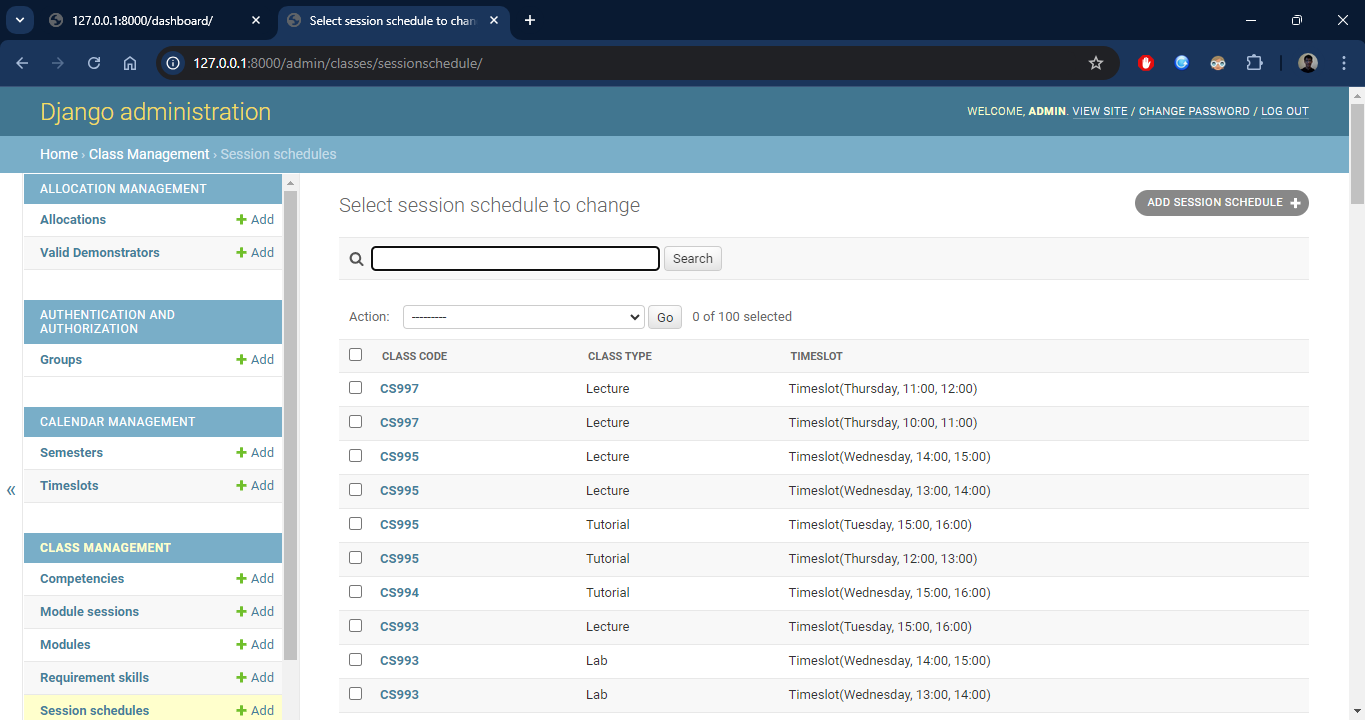 127.0.0.1:8000/dashboard/
Select session schedule to chan
127.0.0.1:8000/admin/classes/sessionschedule/
Django administration
WELCOME, ADMIN. VIEW SITE / CHANGE PASSWORD / LOG OUT
Home › Class Management › Session schedules
ALLOCATION MANAGEMENT
Allocations + Add
Valid Demonstrators + Add
AUTHENTICATION AND
AUTHORIZATION
Groups + Add
CALENDAR MANAGEMENT
Semesters + Add
Timeslots + Add
«
CLASS MANAGEMENT
Competencies + Add
Module sessions + Add
Modules + Add
Requirement skills + Add
Session schedules + Add
Select session schedule to change
ADD SESSION SCHEDULE +
Search
Action: --------- Go 0 of 100 selected
CLASS CODE CLASS TYPE TIMESLOT
CS997 Lecture Timeslot(Thursday, 11:00, 12:00)
CS997 Lecture Timeslot(Thursday, 10:00, 11:00)
CS995 Lecture Timeslot(Wednesday, 14:00, 15:00)
CS995 Lecture Timeslot(Wednesday, 13:00, 14:00)
CS995 Tutorial Timeslot(Tuesday, 15:00, 16:00)
CS995 Tutorial Timeslot(Thursday, 12:00, 13:00)
CS994 Tutorial Timeslot(Wednesday, 15:00, 16:00)
CS993 Lecture Timeslot(Tuesday, 15:00, 16:00)
CS993 Lab Timeslot(Wednesday, 14:00, 15:00)
CS993 Lab Timeslot(Wednesday, 13:00, 14:00)